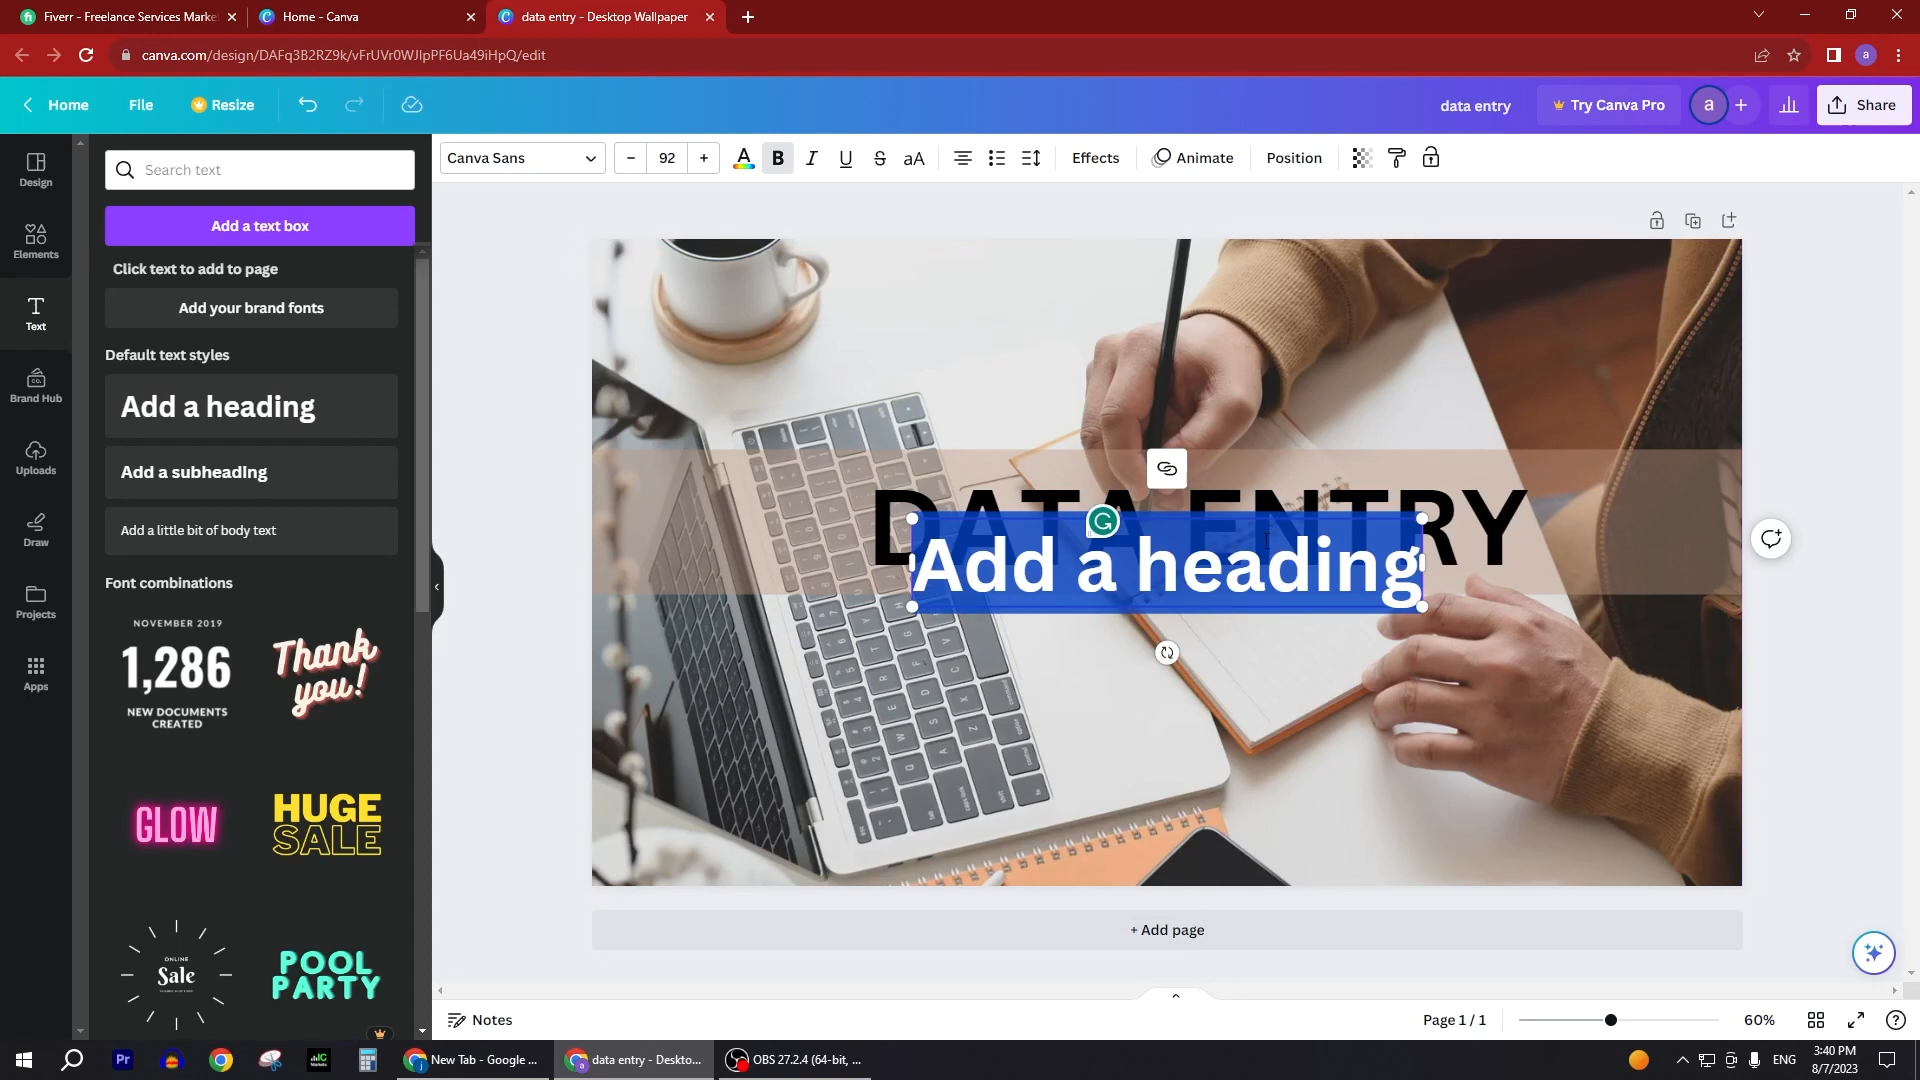 Fiverr - Freelance Services Marke
Home - Canva
data entry - Desktop Wallpaper
canva.com/design/DAFq3B2RZ9k/vFrUVr0WJlpPF6Ua49iHpQ/edit
a
Home
File
Resize
data entry
Try Canva Pro
a
Share
Design
Elements
Text
Brand Hub
Uploads
Draw
Projects
Apps
Search text
Add a text box
Click text to add to page
Add your brand fonts
Default text styles
Add a heading
Add a subheading
Add a little bit of body text
Font combinations
NOVEMBER 2019
1,286
NEW DOCUMENTS
CREATED
Thank
you!
GLOW
HUGE
SALE
ONLINE
Sale
POOL
PARTY
Canva Sans
92
A
B
I
U
S
aA
Effects
Animate
Position
DATA ENTRY
Add a heading
+ Add page
Notes
Page 1 / 1
60%
Pr
New Tab - Google ...
data entry - Deskto...
OBS 27.2.4 (64-bit, ...
ENG
3:40 PM
8/7/2023